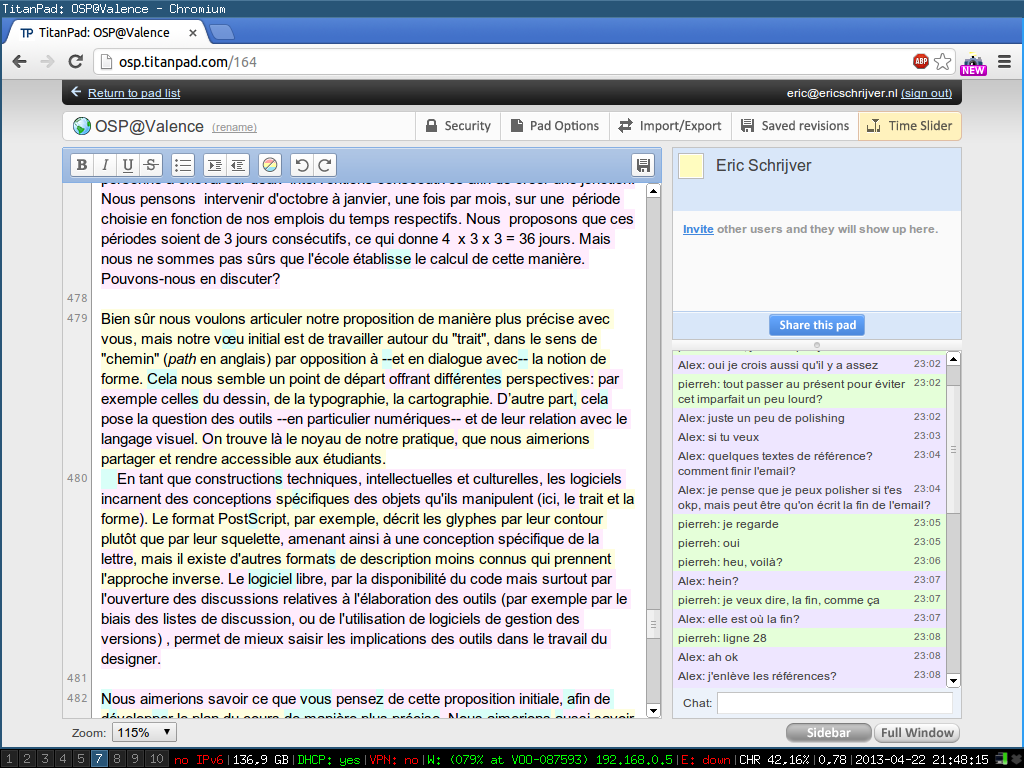 TitanPad: OSP@Valence - Chromium
TitanPad: OSP@Valence
osp.titanpad.com/164
ABP
NEW
Return to pad list
eric@ericschrijver.nl (sign out)
OSP@Valence (rename)
Security
Pad Options
Import/Export
Saved revisions
Time Slider
B I U S
Nous pensons intervenir d'octobre à janvier, une fois par mois, sur une période
choisie en fonction de nos emplois du temps respectifs. Nous proposons que ces
périodes soient de 3 jours consécutifs, ce qui donne 4 x 3 x 3 = 36 jours. Mais
nous ne sommes pas sûrs que l'école établisse le calcul de cette manière.
Pouvons-nous en discuter?
478
479 Bien sûr nous voulons articuler notre proposition de manière plus précise avec
vous, mais notre vœu initial est de travailler autour du "trait", dans le sens de
"chemin" (path en anglais) par opposition à --et en dialogue avec-- la notion de
forme. Cela nous semble un point de départ offrant différentes perspectives: par
exemple celles du dessin, de la typographie, la cartographie. D'autre part, cela
pose la question des outils --en particulier numériques-- et de leur relation avec le
langage visuel. On trouve là le noyau de notre pratique, que nous aimerions
partager et rendre accessible aux étudiants.
480 En tant que constructions techniques, intellectuelles et culturelles, les logiciels
incarnent des conceptions spécifiques des objets qu'ils manipulent (ici, le trait et la
forme). Le format PostScript, par exemple, décrit les glyphes par leur contour
plutôt que par leur squelette, amenant ainsi à une conception spécifique de la
lettre, mais il existe d'autres formats de description moins connus qui prennent
l'approche inverse. Le logiciel libre, par la disponibilité du code mais surtout par
l'ouverture des discussions relatives à l'élaboration des outils (par exemple par le
biais des listes de discussion, ou de l'utilisation de logiciels de gestion des
versions) , permet de mieux saisir les implications des outils dans le travail du
designer.
481
482 Nous aimerions savoir ce que vous pensez de cette proposition initiale, afin de
développer le plan du cours de manière plus précise. Nous aimerions aussi savoir
Eric Schrijver
Invite other users and they will show up here.
Share this pad
Alex: oui je crois aussi qu'il y a assez 23:02
pierreh: tout passer au présent pour éviter 23:02
cet imparfait un peu lourd?
Alex: juste un peu de polishing 23:02
Alex: si tu veux 23:03
Alex: quelques textes de référence? 23:04
comment finir l'email?
Alex: je pense que je peux polisher si t'es 23:04
okp, mais peut être qu'on écrit la fin de l'email?
pierreh: je regarde 23:05
pierreh: oui 23:05
pierreh: heu, voilà? 23:06
Alex: hein? 23:07
pierreh: je veux dire, la fin, comme ça 23:07
Alex: elle est où la fin? 23:07
pierreh: ligne 28 23:08
Alex: ah ok 23:08
Alex: j'enlève les références? 23:08
Chat:
Zoom: 115%
Sidebar
Full Window
1 2 3 4 5 6 7 8 9 10 no IPv6|136,9 GB|DHCP: yes|VPN: no|W: (079% at VOO-087593) 192.168.0.5|E: down|CHR 42,16%|0,78|2013-04-22 21:48:15